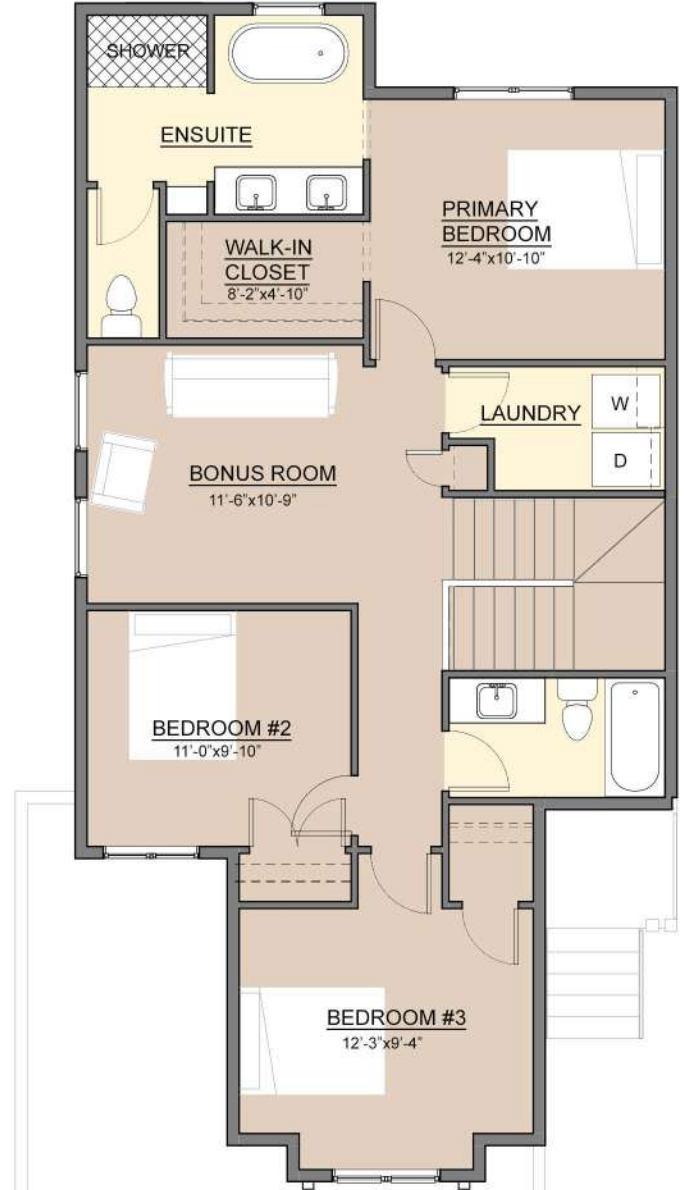 SHOWER
ENSUITE
PRIMARY
BEDROOM
12'-4"x10'-10"
WALK-IN
CLOSET
8'-2"x4'-10"
LAUNDRY
W
D
BONUS ROOM
11'-6"x10'-9"
BEDROOM #2
11'-0"x9'-10"
BEDROOM #3
12'-3"x9'-4"